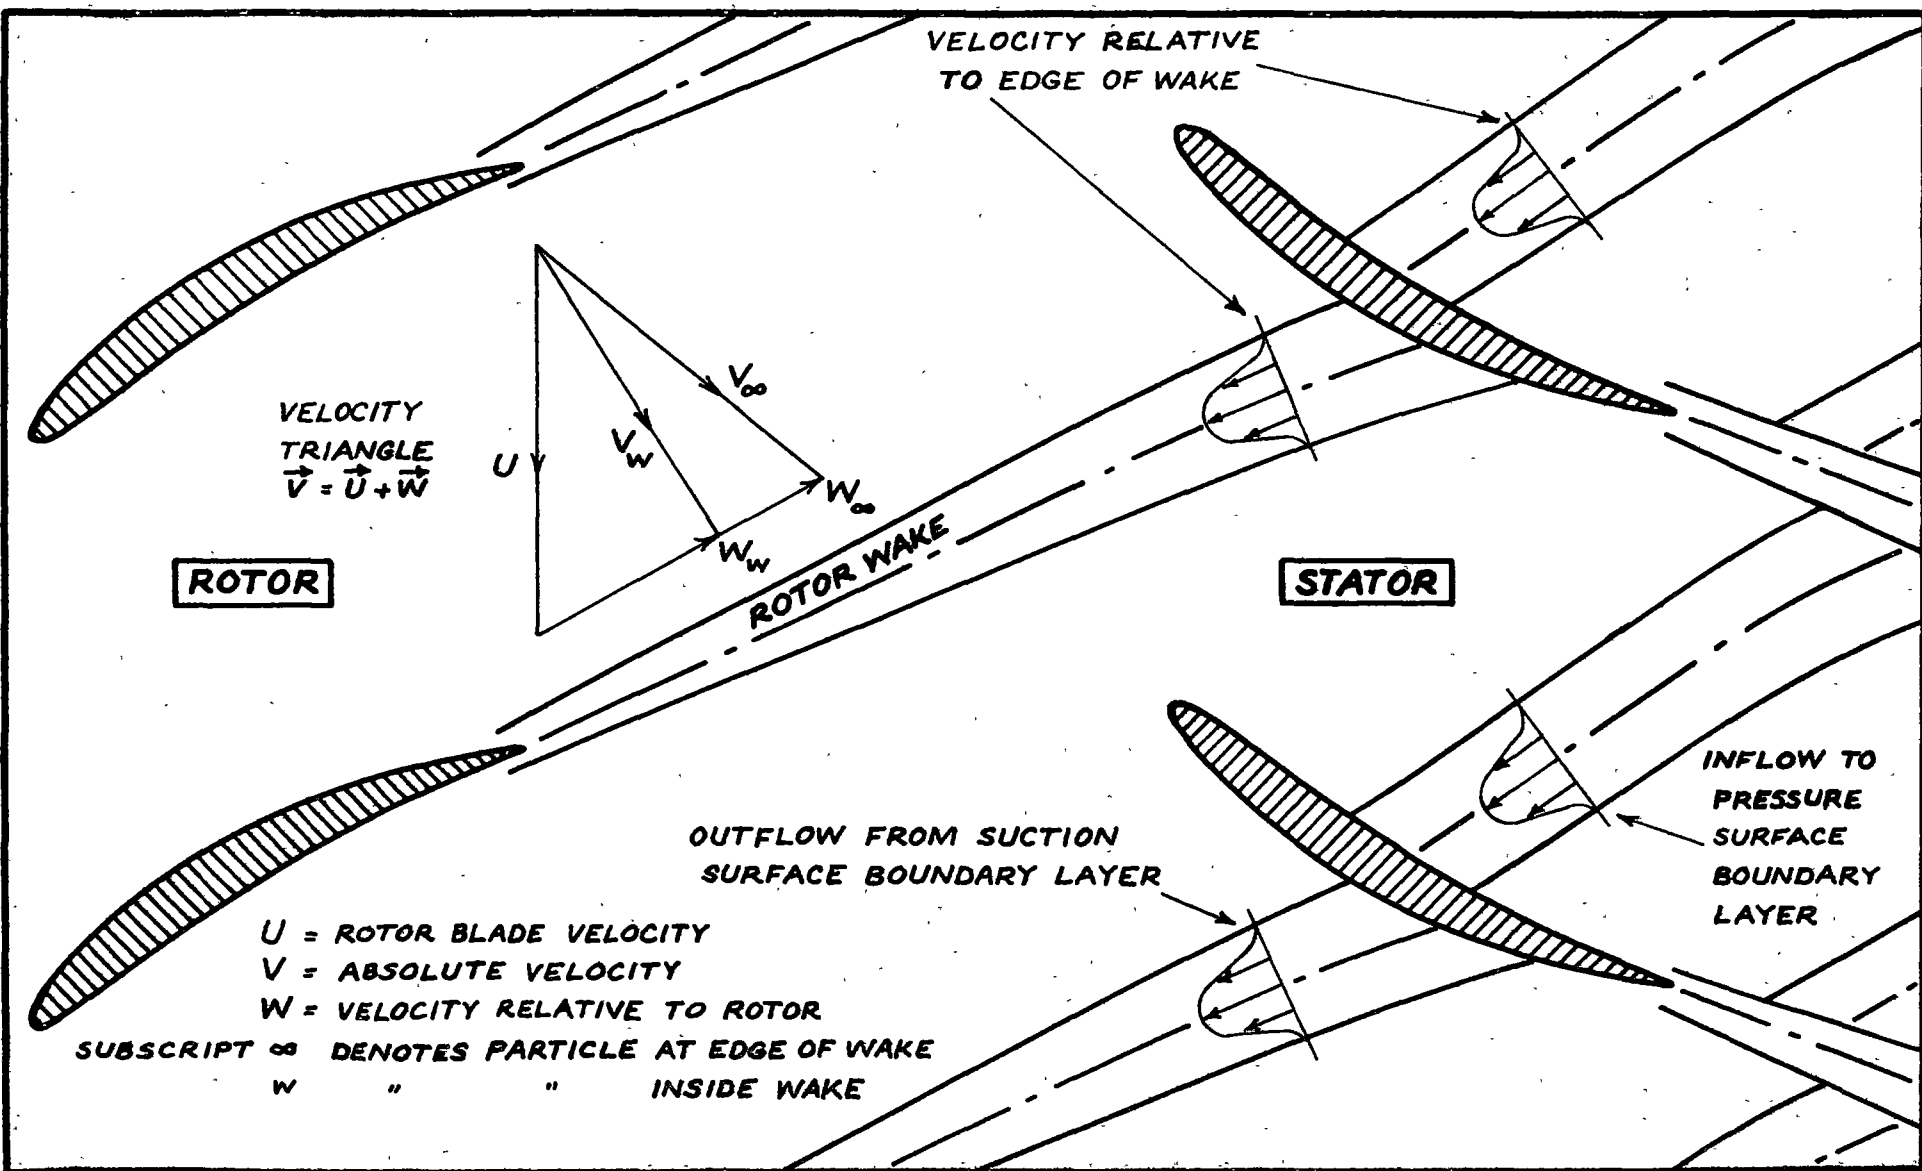 VELOCITY RELATIVE
TO EDGE OF WAKE
VELOCITY
TRIANGLE
V = U + W
U
V∞
Vw
W∞
Ww
ROTOR WAKE
ROTOR
STATOR
INFLOW TO
PRESSURE
SURFACE
BOUNDARY
LAYER
OUTFLOW FROM SUCTION
SURFACE BOUNDARY LAYER
U = ROTOR BLADE VELOCITY
V = ABSOLUTE VELOCITY
W = VELOCITY RELATIVE TO ROTOR
SUBSCRIPT ∞ DENOTES PARTICLE AT EDGE OF WAKE
W " " INSIDE WAKE